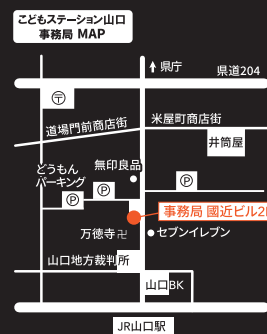 こどもステーション山口
事務局 MAP
県庁
県道204
〒
道場門前商店街
米屋町商店街
井筒屋
無印良品
どうもん
パーキング
P
P
P
事務局 國近ビル2
万徳寺卍
セブンイレブン
山口地方裁判所
山口BK
JR山口駅